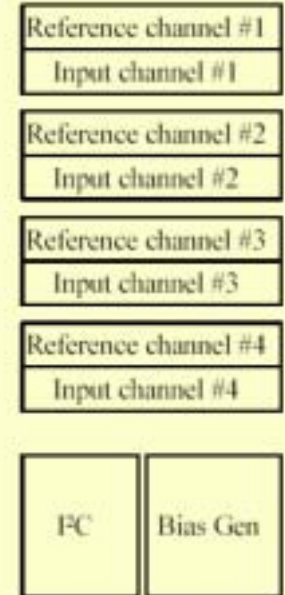 Reference channel #1
Input channel #1
Reference channel #2
Input channel #2
Reference channel #3
Input channel #3
Reference channel #4
Input channel #4
I²C
Bias Gen